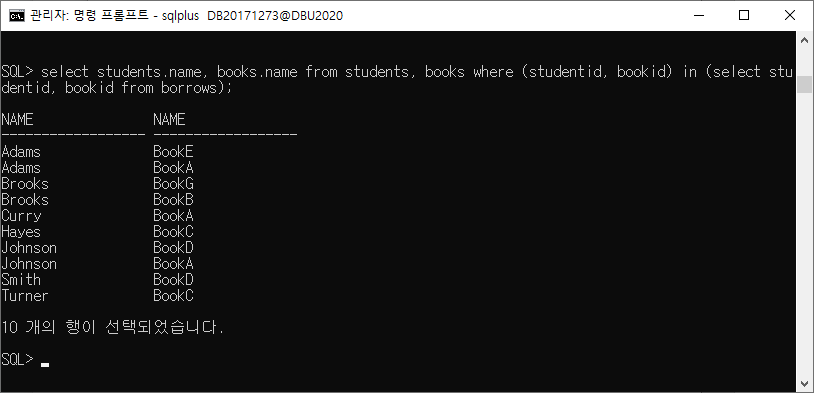 관리자: 명령 프롬프트 - sqlplus DB20171273@DBU2020
SQL> select students.name, books.name from students, books where (studentid, bookid) in (select stu
dentid, bookid from borrows);
NAME NAME
------------------ ------------------
Adams BookE
Adams BookA
Brooks BookG
Brooks BookB
Curry BookA
Hayes BookC
Johnson BookD
Johnson BookA
Smith BookD
Turner BookC
10 개의 행이 선택되었습니다.
SQL>